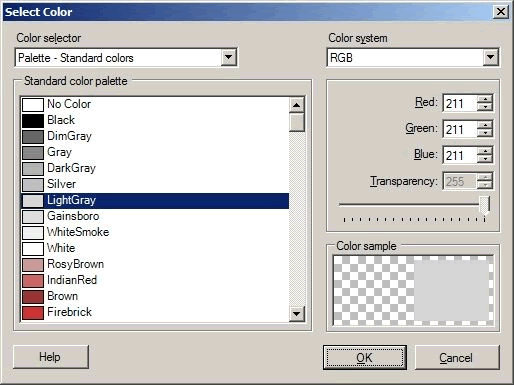 Select Color
Color selector
Palette - Standard colors
Color system
RGB
Standard color palette
No Color
Black
DimGray
Gray
DarkGray
Silver
LightGray
Gainsboro
WhiteSmoke
White
RosyBrown
IndianRed
Brown
Firebrick
Red: 211
Green: 211
Blue: 211
Transparency: 255
Color sample
Help
OK
Cancel